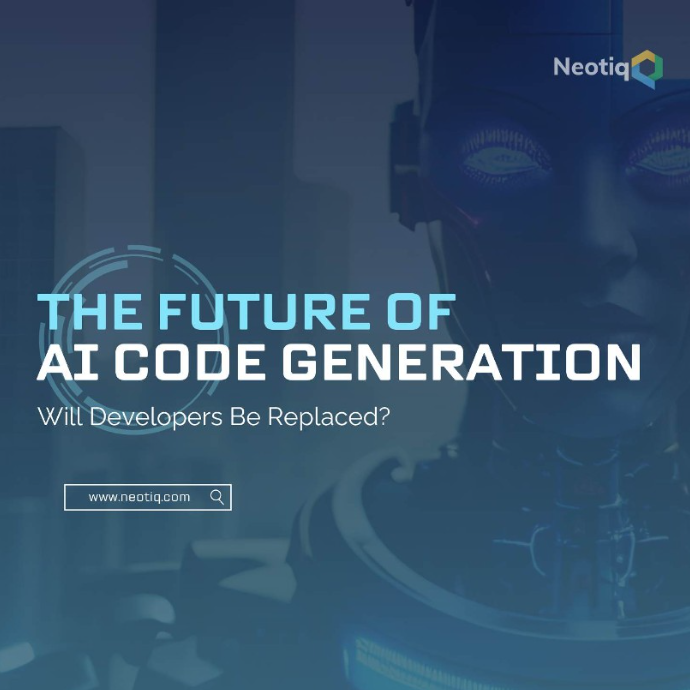 Neotiq
THE FUTURE OF
AI CODE GENERATION
Will Developers Be Replaced?
www.neotiq.com